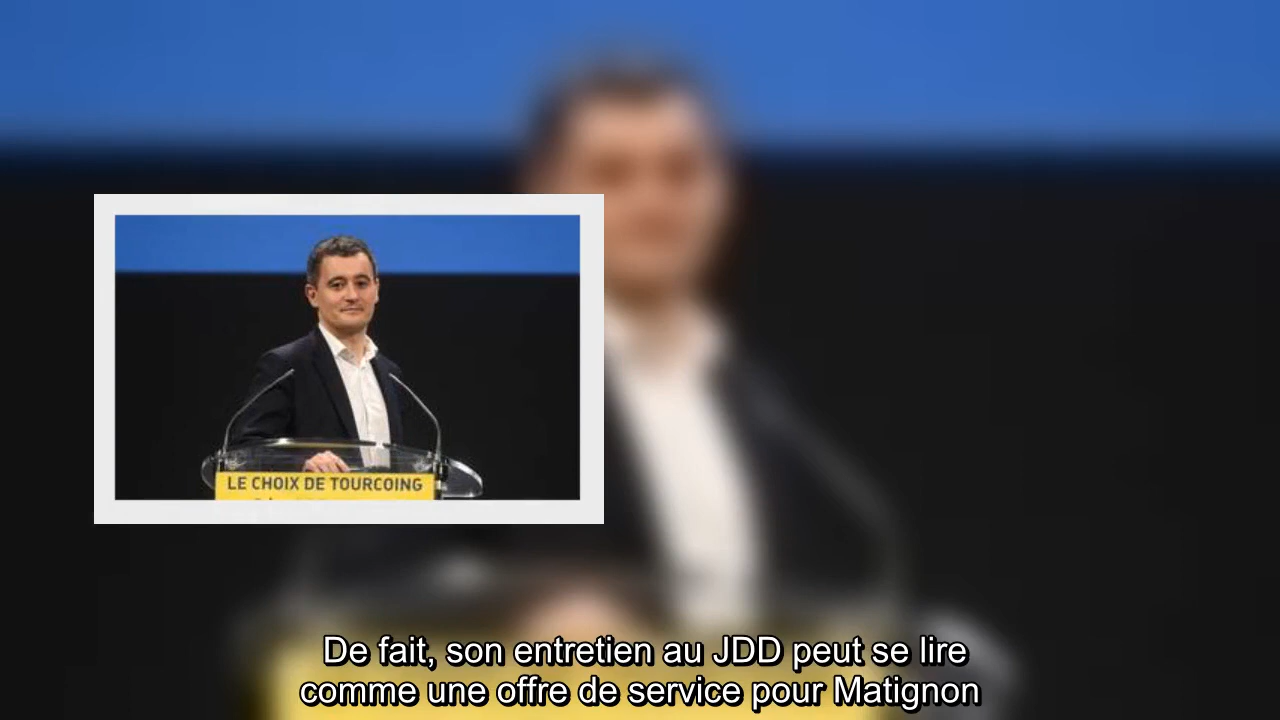 LE CHOIX DE TOURCOING
De fait, son entretien au JDD peut se lire
comme une offre de service pour Matignon